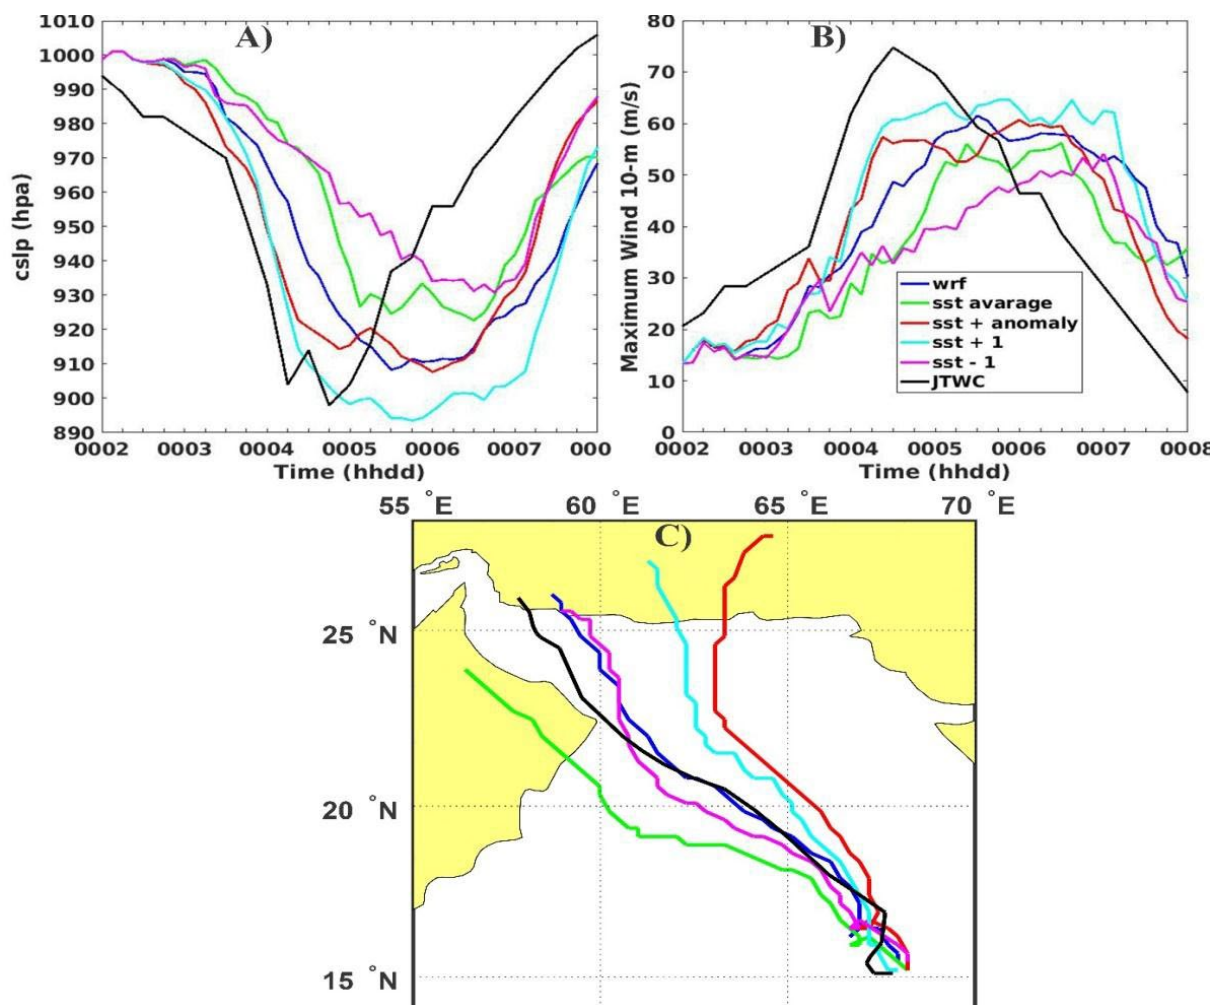 A)
cslp (hpa)
1010
1000
990
980
970
960
950
940
930
920
910
900
890
0002 0003 0004 0005 0006 0007 000
Time (hhdd)
B)
Maximum Wind 10-m (m/s)
80
70
60
50
40
30
20
10
0
wrf
sst avarage
sst + anomaly
sst + 1
sst - 1
JTWC
0002 0003 0004 0005 0006 0007 0008
Time (hhdd)
55 °E 60 °E 65 °E 70 °E
C)
25 °N
20 °N
15 °N